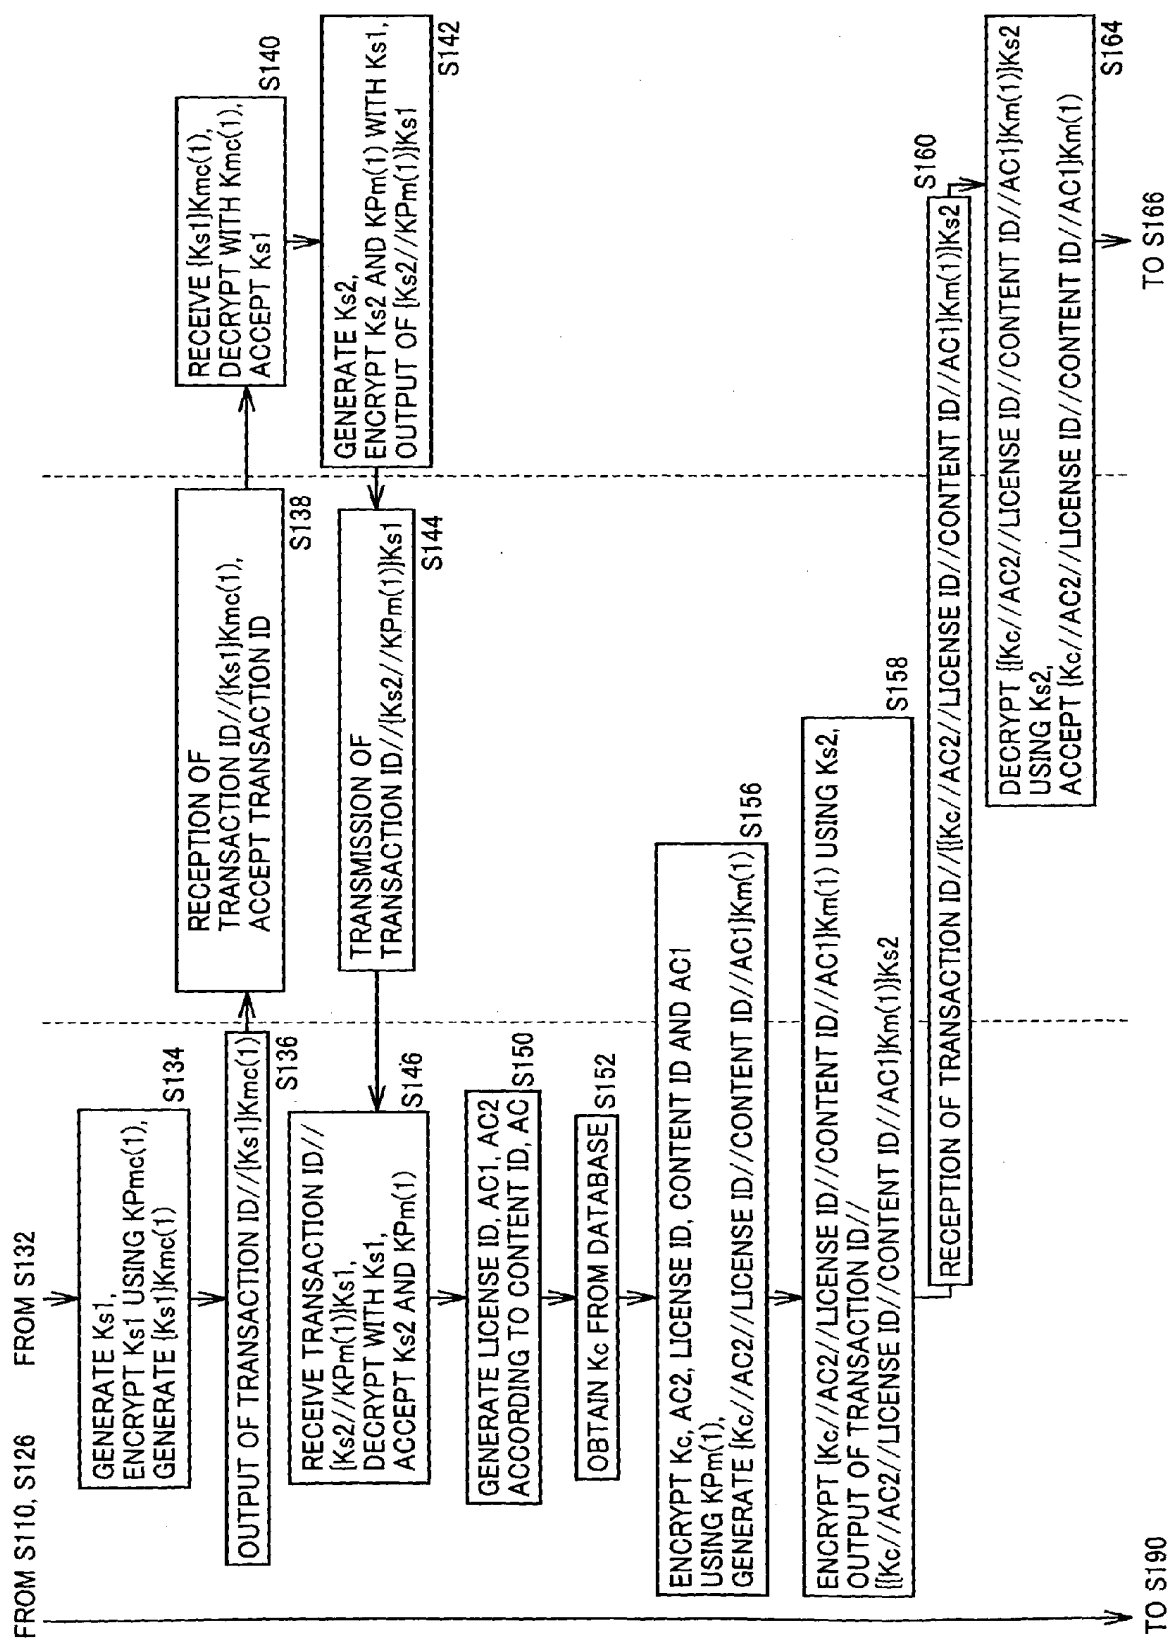 FROM S110, S126
FROM S132
GENERATE Ks1,
ENCRYPT Ks1 USING KPmc(1),
GENERATE {Ks1}Kmc(1)
S134
OUTPUT OF TRANSACTION ID//{Ks1}Kmc(1)
S136
RECEPTION OF
TRANSACTION ID//{Ks1}Kmc(1),
ACCEPT TRANSACTION ID
S138
RECEIVE {Ks1}Kmc(1),
DECRYPT WITH Kmc(1),
ACCEPT Ks1
S140
GENERATE Ks2,
ENCRYPT Ks2 AND KPm(1) WITH Ks1,
OUTPUT OF {Ks2//KPm(1)}Ks1
S142
TRANSMISSION OF
TRANSACTION ID//{Ks2//KPm(1)}Ks1
S144
RECEIVE TRANSACTION ID//
{Ks2//KPm(1)}Ks1,
DECRYPT WITH Ks1,
ACCEPT Ks2 AND KPm(1)
S146
GENERATE LICENSE ID, AC1, AC2
ACCORDING TO CONTENT ID, AC
S150
OBTAIN Kc FROM DATABASE
S152
ENCRYPT Kc, AC2, LICENSE ID, CONTENT ID AND AC1
USING KPm(1),
GENERATE {Kc//AC2//LICENSE ID//CONTENT ID//AC1}Km(1)
S156
ENCRYPT {Kc//AC2//LICENSE ID//CONTENT ID//AC1}Km(1) USING Ks2,
OUTPUT OF TRANSACTION ID//
{{Kc//AC2//LICENSE ID//CONTENT ID//AC1}Km(1)}Ks2
S158
RECEPTION OF TRANSACTION ID//{{Kc//AC2//LICENSE ID//CONTENT ID//AC1}Km(1)}Ks2
S160
DECRYPT {{Kc//AC2//LICENSE ID//CONTENT ID//AC1}Km(1)}Ks2
USING Ks2,
ACCEPT {Kc//AC2//LICENSE ID//CONTENT ID//AC1}Km(1)
S164
TO S190
TO S166